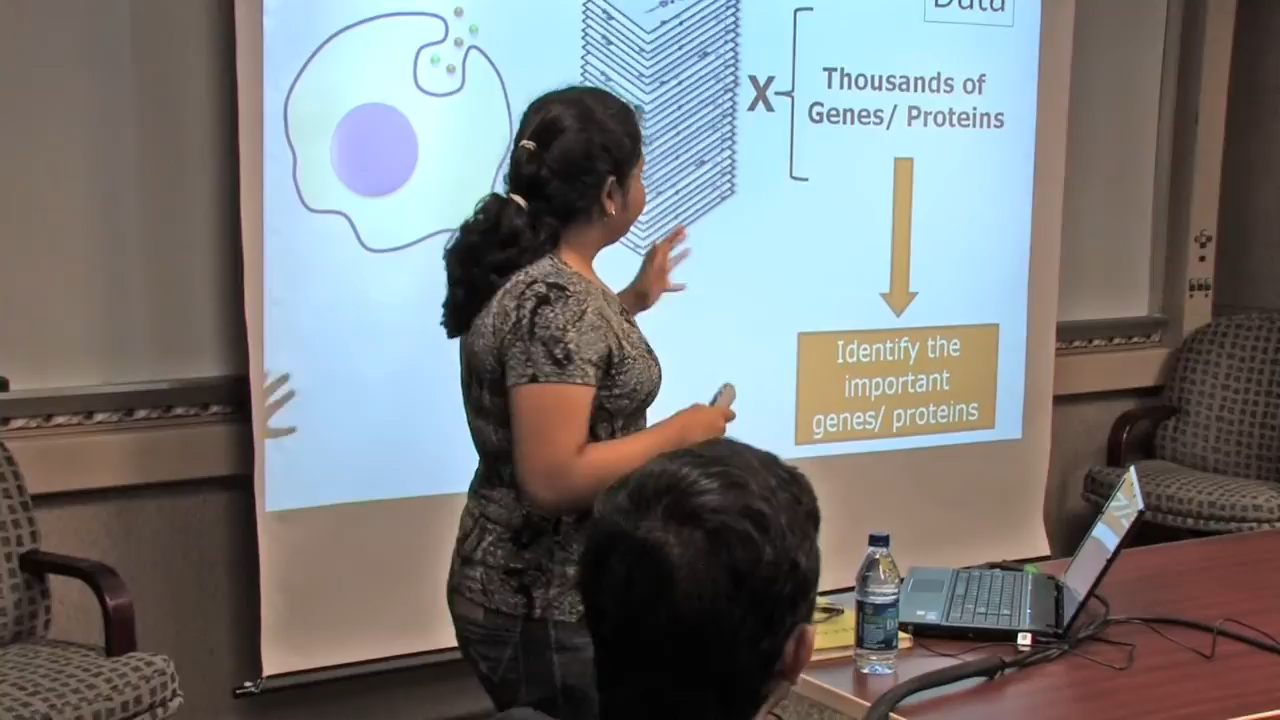 Data
X
Thousands of
Genes/ Proteins
Identify the
important
genes/ proteins